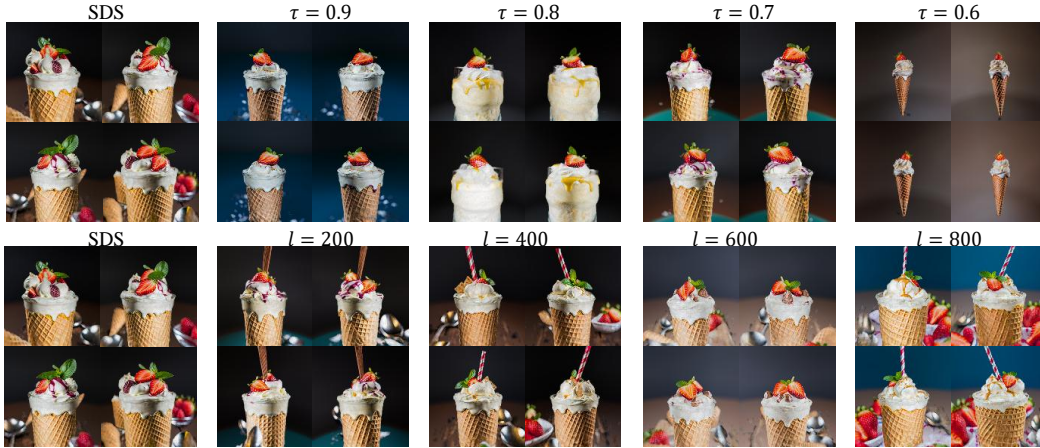 SDS τ = 0.9 τ = 0.8 τ = 0.7 τ = 0.6
SDS l = 200 l = 400 l = 600 l = 800